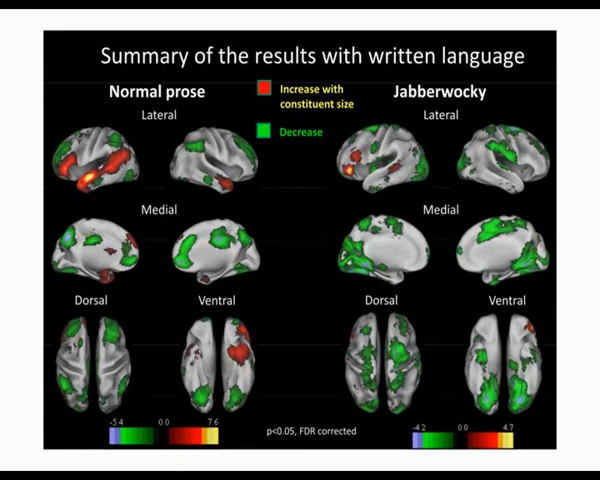 Summary of the results with written language
Normal prose
Increase with
constituent size
Jabberwocky
Lateral
Decrease
Lateral
Medial
Medial
Dorsal
Ventral
Dorsal
Ventral
-5.4 0.0 7.6
p<0.05, FDR corrected
-4.2 0.0 4.7